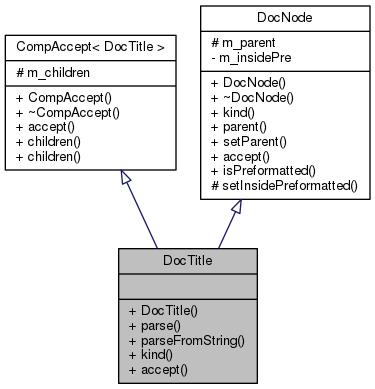 CompAccept< DocTitle >
# m_children
+ CompAccept()
+ ~CompAccept()
+ accept()
+ children()
+ children()
DocNode
# m_parent
- m_insidePre
+ DocNode()
+ ~DocNode()
+ kind()
+ parent()
+ setParent()
+ accept()
+ isPreformatted()
# setInsidePreformatted()
DocTitle
+ DocTitle()
+ parse()
+ parseFromString()
+ kind()
+ accept()